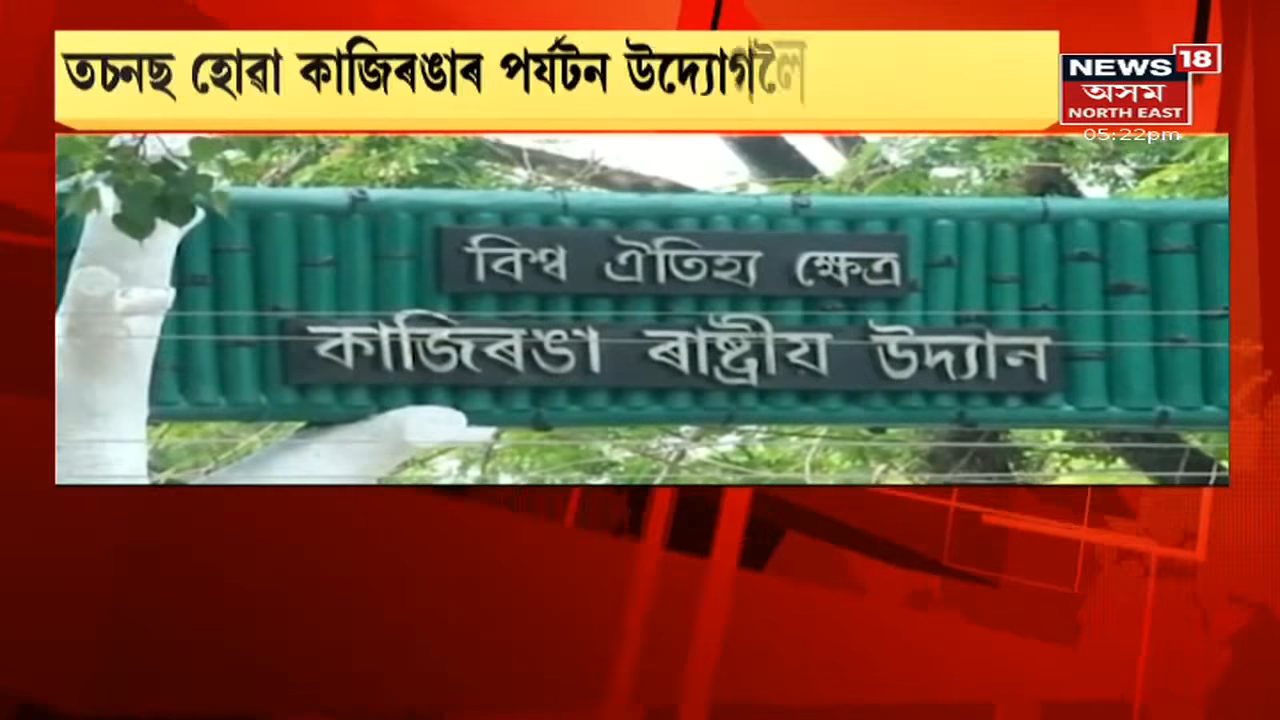 তচনছ হোৱা কাজিৰঙাৰ পৰ্যটন উদ্যোগলৈ
NEWS 18
অসম
NORTH EAST
05:22pm
বিশ্ব ঐতিহ্য ক্ষেত্ৰ
কাজিৰঙা ৰাষ্ট্ৰীয় উদ্যান